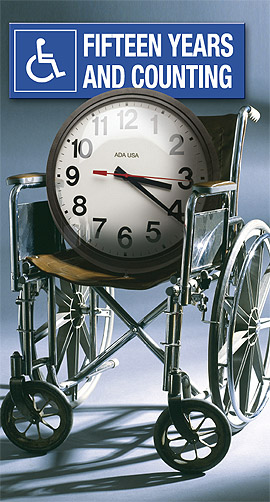 FIFTEEN YEARS
AND COUNTING
12
11 1
10 2
ADA USA
9 3
8 4
7 5
6